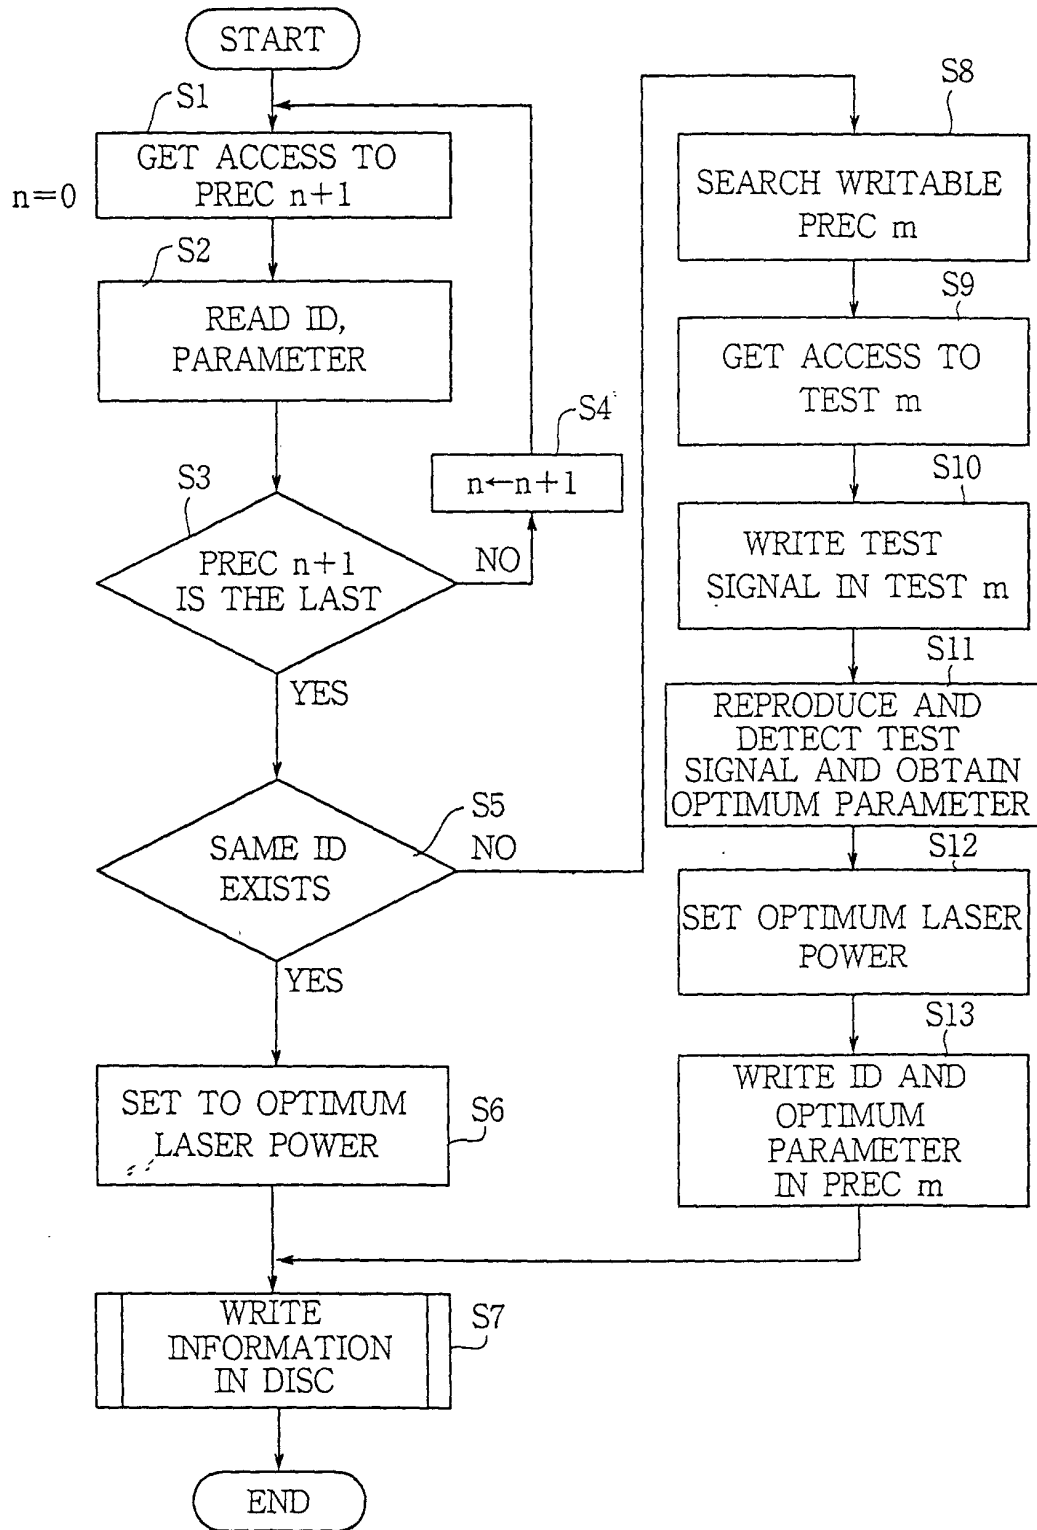 START
S1
GET ACCESS TO
PREC n+1
n=0
S2
READ ID,
PARAMETER
S3
PREC n+1
IS THE LAST
NO
S4
n←n+1
YES
SAME ID
EXISTS
S5
NO
YES
SET TO OPTIMUM
LASER POWER
S6
WRITE
INFORMATION
IN DISC
S7
END
S8
SEARCH WRITABLE
PREC m
S9
GET ACCESS TO
TEST m
S10
WRITE TEST
SIGNAL IN TEST m
S11
REPRODUCE AND
DETECT TEST
SIGNAL AND OBTAIN
OPTIMUM PARAMETER
S12
SET OPTIMUM LASER
POWER
S13
WRITE ID AND
OPTIMUM
PARAMETER
IN PREC m